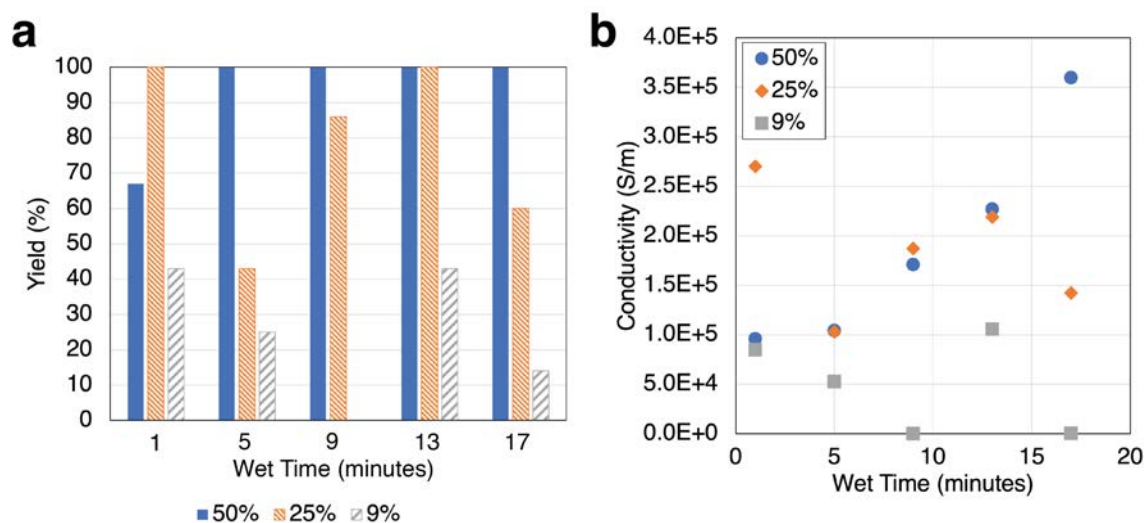 a
100
90
80
70
60
50
40
30
20
10
0
Yield (%)
1 5 9 13 17
Wet Time (minutes)
50% 25% 9%
b
4.0E+5
3.5E+5
3.0E+5
2.5E+5
2.0E+5
1.5E+5
1.0E+5
5.0E+4
0.0E+0
Conductivity (S/m)
50%
25%
9%
0 5 10 15 20
Wet Time (minutes)